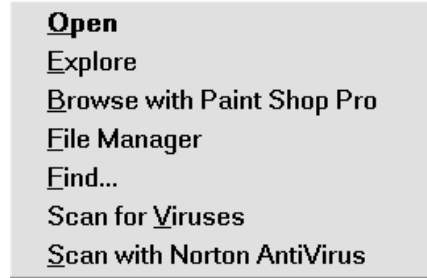 Open
Explore
Browse with Paint Shop Pro
File Manager
Find...
Scan for Viruses
Scan with Norton AntiVirus